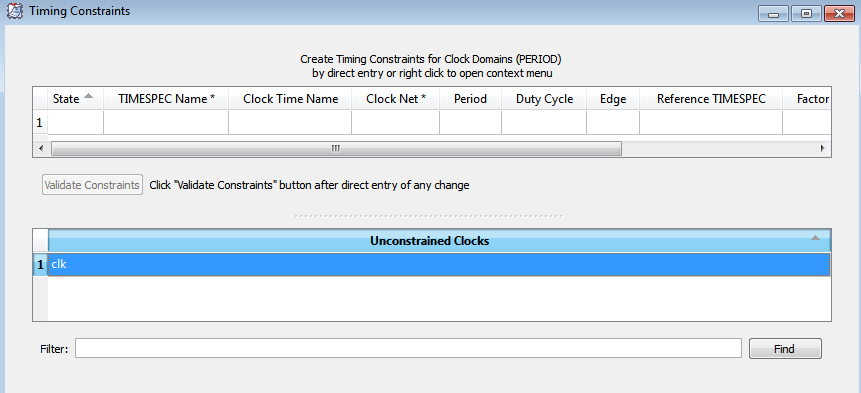 Timing Constraints
Create Timing Constraints for Clock Domains (PERIOD)
by direct entry or right click to open context menu
State TIMESPEC Name * Clock Time Name Clock Net * Period Duty Cycle Edge Reference TIMESPEC Factor
1
Validate Constraints Click "Validate Constraints" button after direct entry of any change
Unconstrained Clocks
1 clk
Filter: Find